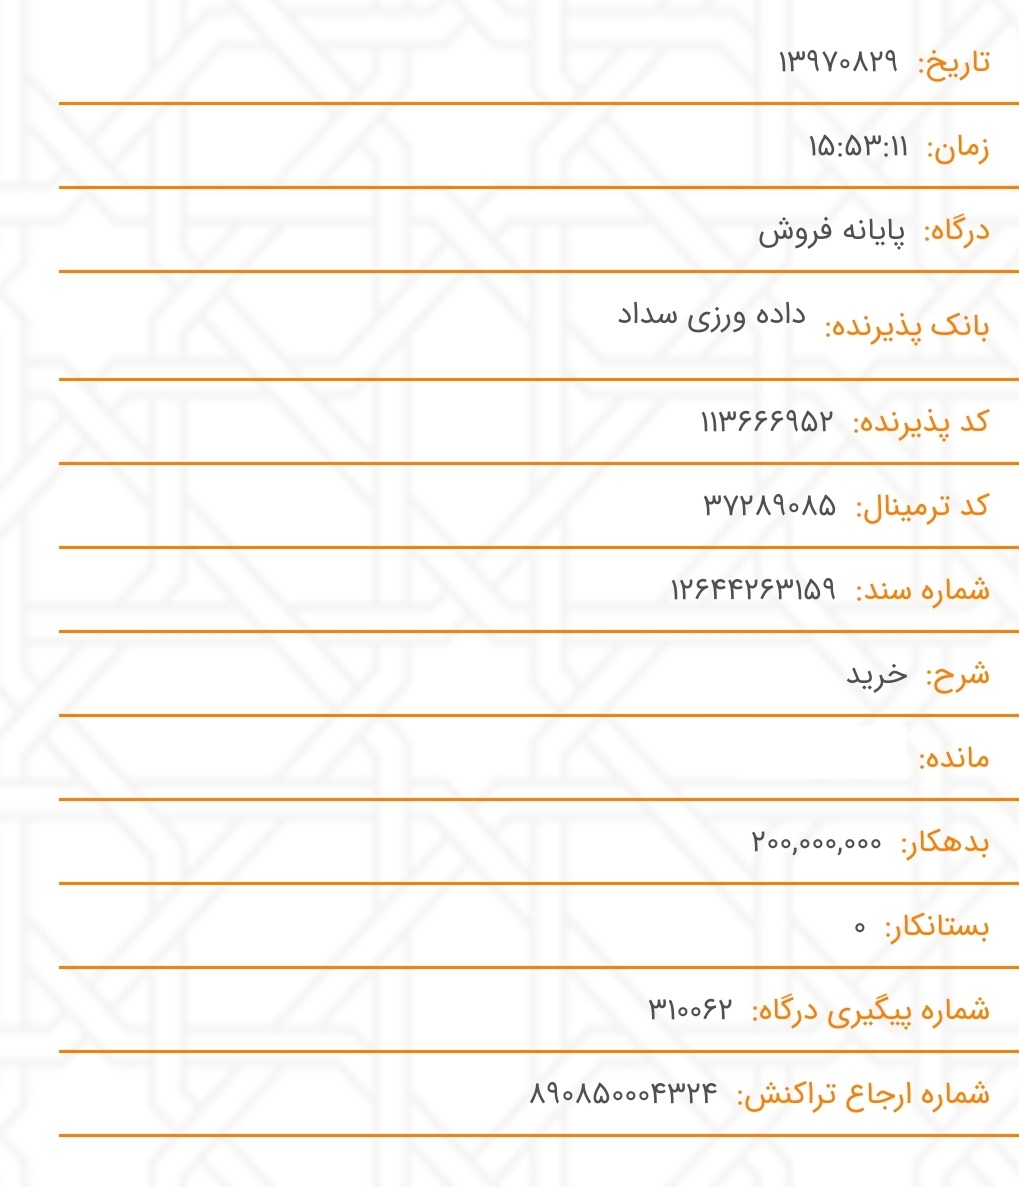 تاریخ: ۱۳۹۷۰۸۲۹
زمان: ۱۵:۵۳:۱۱
درگاه: پایانه فروش
بانک پذیرنده: داده ورزی سداد
کد پذیرنده: ۱۱۳۶۶۶۹۵۲
کد ترمینال: ۳۷۲۸۹۰۸۵
شماره سند: ۱۲۶۴۴۲۶۳۱۵۹
شرح: خرید
مانده:
بدهکار: ۲۰۰,۰۰۰,۰۰۰
بستانکار: ۰
شماره پیگیری درگاه: ۳۱۰۰۶۲
شماره ارجاع تراکنش: ۸۹۰۸۵۰۰۰۴۳۲۴